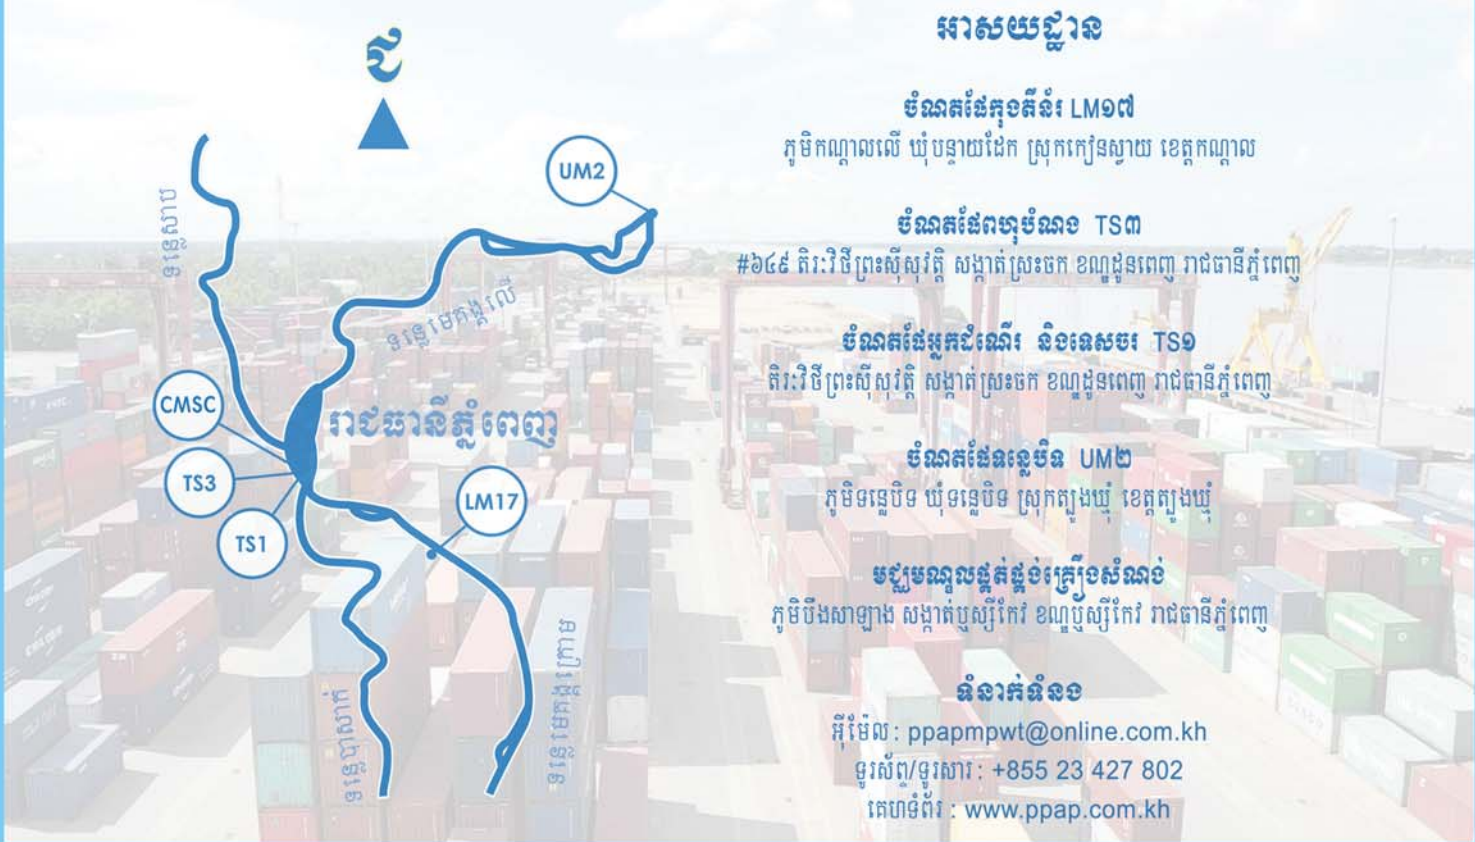 ជ
UM2
ទន្លេសាប
ទន្លេមេគង្គលើ
CMSC
រាជធានីភ្នំពេញ
TS3
LM17
TS1
ទន្លេបាសាក់
ទន្លេមេគង្គក្រោម
អាសយដ្ឋាន
ចំណតផែកុងតឺន័រ LM១៧
ភូមិកណ្តាលលើ ឃុំបន្ទាយដែក ស្រុកកៀនស្វាយ ខេត្តកណ្តាល
ចំណតផែពហុបំណង TS៣
#៦៤៩ តិរៈវិថីព្រះស៊ីសុវត្ថិ សង្កាត់ស្រះចក ខណ្ឌដូនពេញ រាជធានីភ្នំពេញ
ចំណតផែអ្នកដំណើរ និងទេសចរ TS១
តិរៈវិថីព្រះស៊ីសុវត្ថិ សង្កាត់ស្រះចក ខណ្ឌដូនពេញ រាជធានីភ្នំពេញ
ចំណតផែទន្លេបិទ UM២
ភូមិទន្លេបិទ ឃុំទន្លេបិទ ស្រុកត្បូងឃ្មុំ ខេត្តត្បូងឃ្មុំ
មជ្ឈមណ្ឌលផ្គត់ផ្គង់គ្រឿងសំណង់
ភូមិបឹងសាឡាង សង្កាត់ឫស្សីកែវ ខណ្ឌឫស្សីកែវ រាជធានីភ្នំពេញ
ទំនាក់ទំនង
អ៊ីម៉ែល : ppapmpwt@online.com.kh
ទូរស័ព្ទ/ទូរសារ : +855 23 427 802
គេហទំព័រ : www.ppap.com.kh